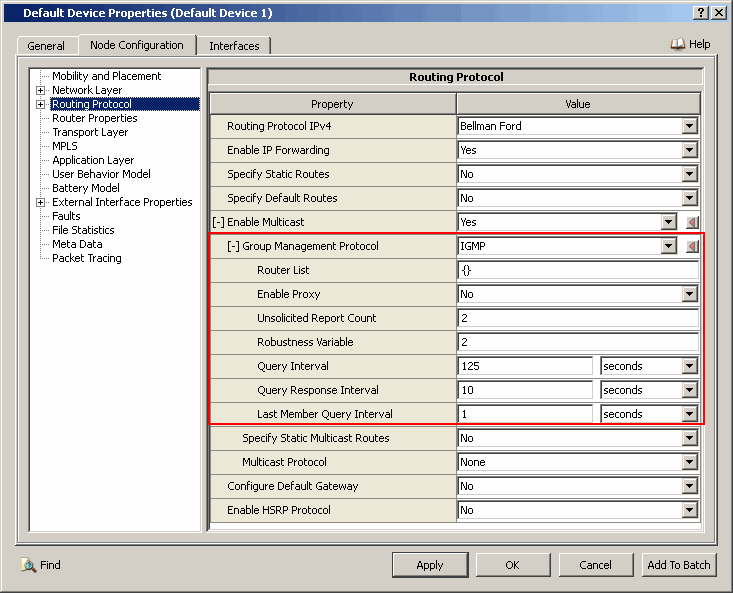 Default Device Properties (Default Device 1)
General Node Configuration Interfaces Help
Mobility and Placement
Network Layer
Routing Protocol
Router Properties
Transport Layer
MPLS
Application Layer
User Behavior Model
Battery Model
External Interface Properties
Faults
File Statistics
Meta Data
Packet Tracing
Routing Protocol
Property Value
Routing Protocol IPv4 Bellman Ford
Enable IP Forwarding Yes
Specify Static Routes No
Specify Default Routes No
[-] Enable Multicast Yes
[-] Group Management Protocol IGMP
Router List {}
Enable Proxy No
Unsolicited Report Count 2
Robustness Variable 2
Query Interval 125 seconds
Query Response Interval 10 seconds
Last Member Query Interval 1 seconds
Specify Static Multicast Routes No
Multicast Protocol None
Configure Default Gateway No
Enable HSRP Protocol No
Find Apply OK Cancel Add To Batch